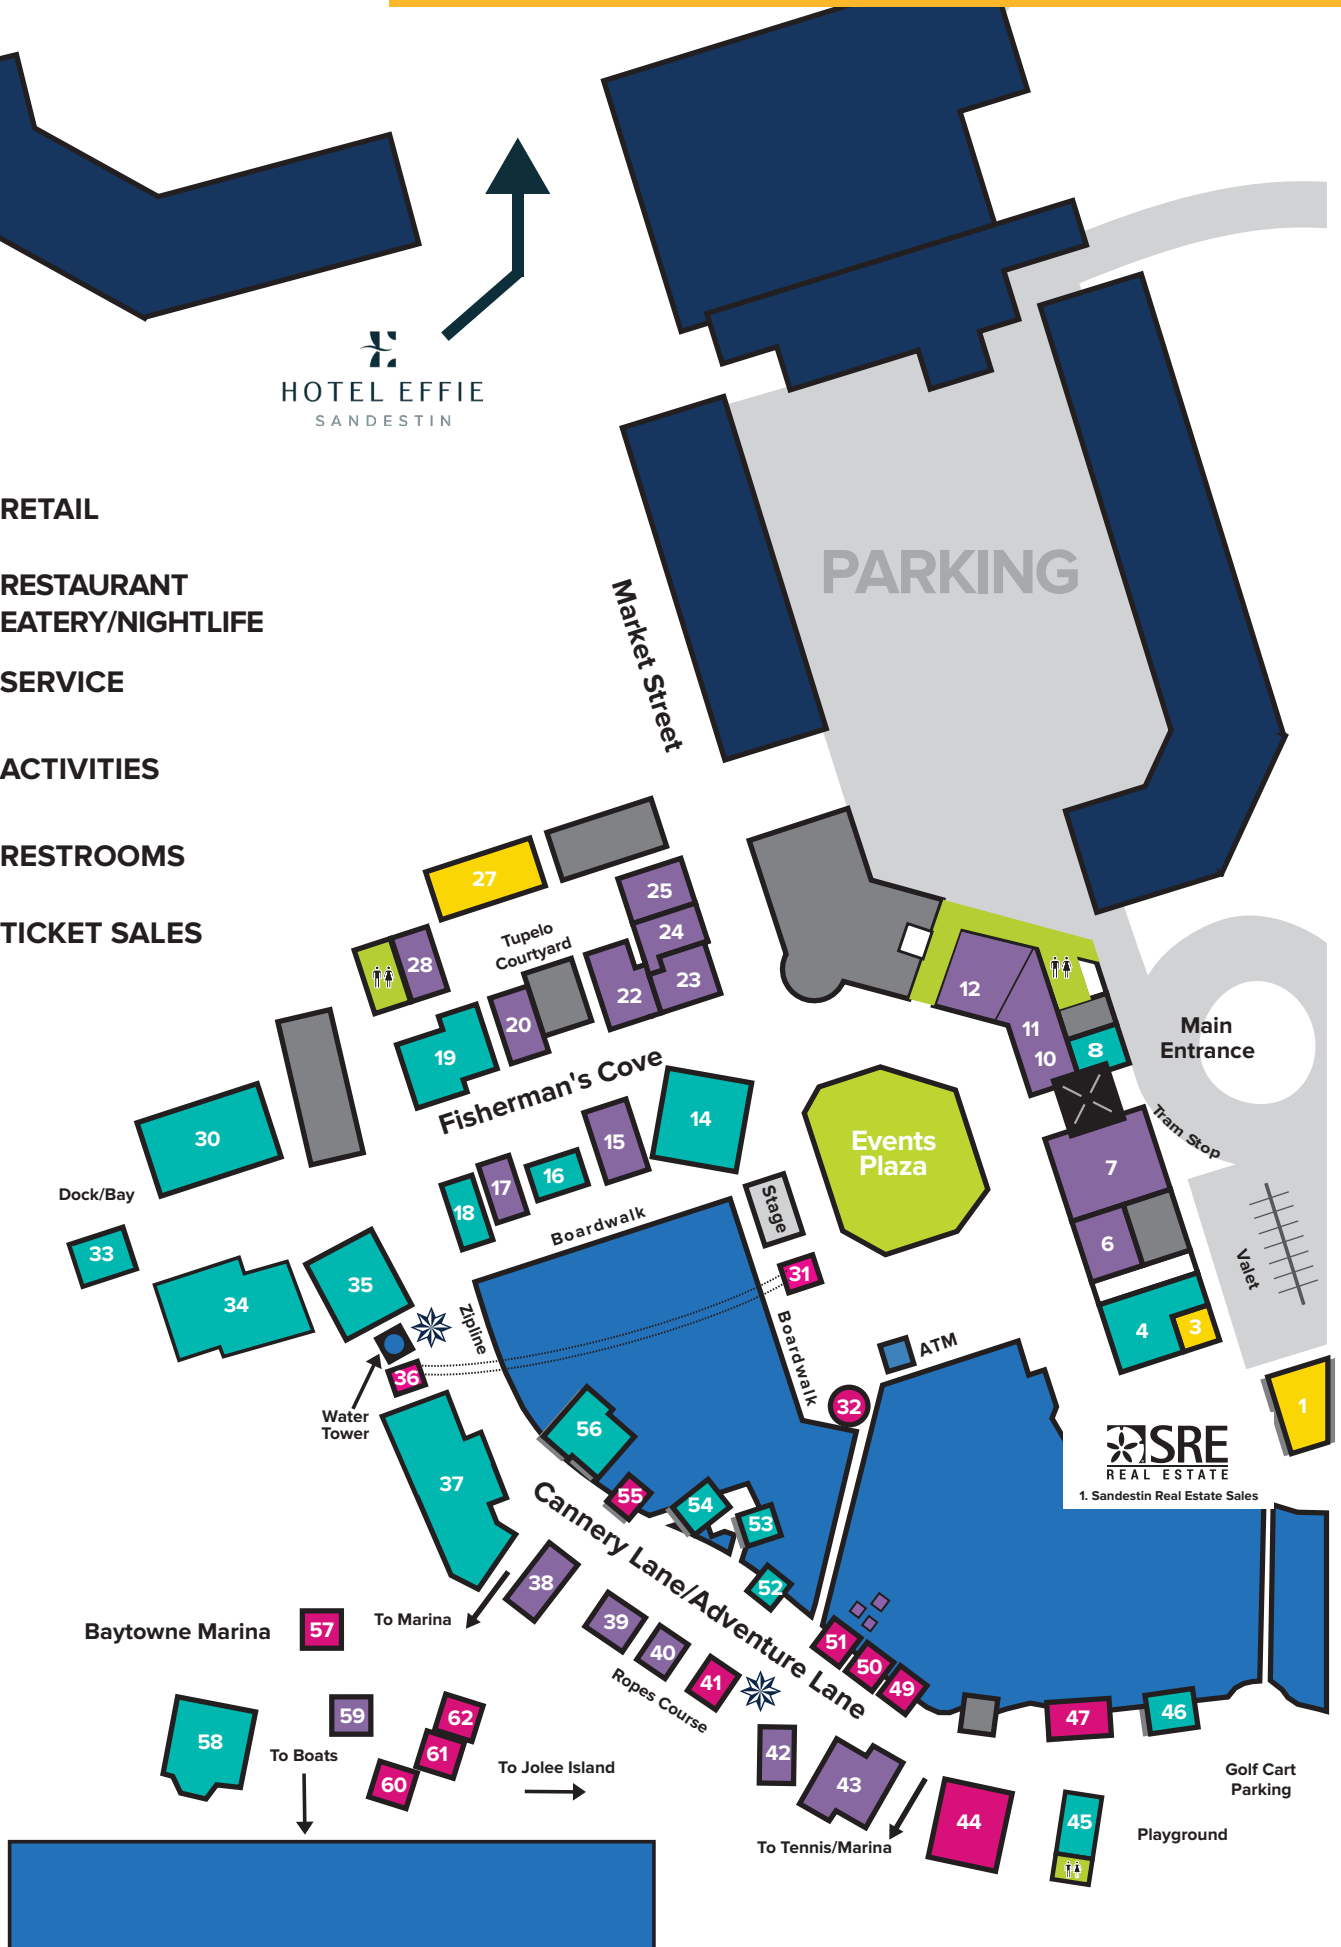 HOTEL EFFIE
SANDESTIN
RETAIL
RESTAURANT
EATERY/NIGHTLIFE
SERVICE
ACTIVITIES
RESTROOMS
TICKET SALES
PARKING
Market Street
27
25
24
23
22
28
Tupelo
Courtyard
20
19
Fisherman's Cove
12
11
10
8
Main
Entrance
Tram Stop
30
14
15
16
17
18
Events
Plaza
7
6
Dock/Bay
33
34
35
Boardwalk
Stage
31
Valet
4
3
1
Zipline
Boardwalk
ATM
36
32
Water
Tower
SRE
REAL ESTATE
1. Sandestin Real Estate Sales
37
56
55
54
53
52
Cannery Lane/Adventure Lane
38
39
40
41
Ropes Course
51
50
49
47
46
Baytowne Marina
57
To Marina
58
59
62
61
60
To Boats
To Jolee Island
42
43
44
45
To Tennis/Marina
Golf Cart
Parking
Playground